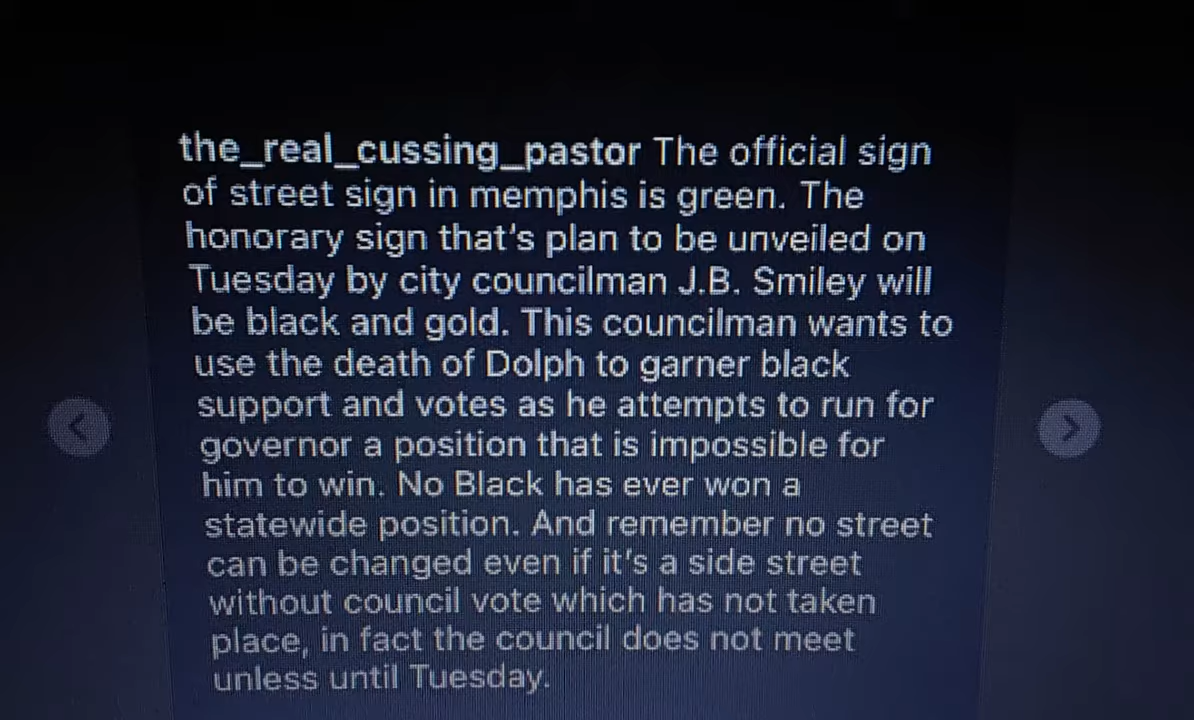 the_real_cussing_pastor The official sign
of street sign in memphis is green. The
honorary sign that's plan to be unveiled on
Tuesday by city councilman J.B. Smiley will
be black and gold. This councilman wants to
use the death of Dolph to garner black
support and votes as he attempts to run for
governor a position that is impossible for
him to win. No Black has ever won a
statewide position. And remember no street
can be changed even if it's a side street
without council vote which has not taken
place, in fact the council does not meet
unless until Tuesday.